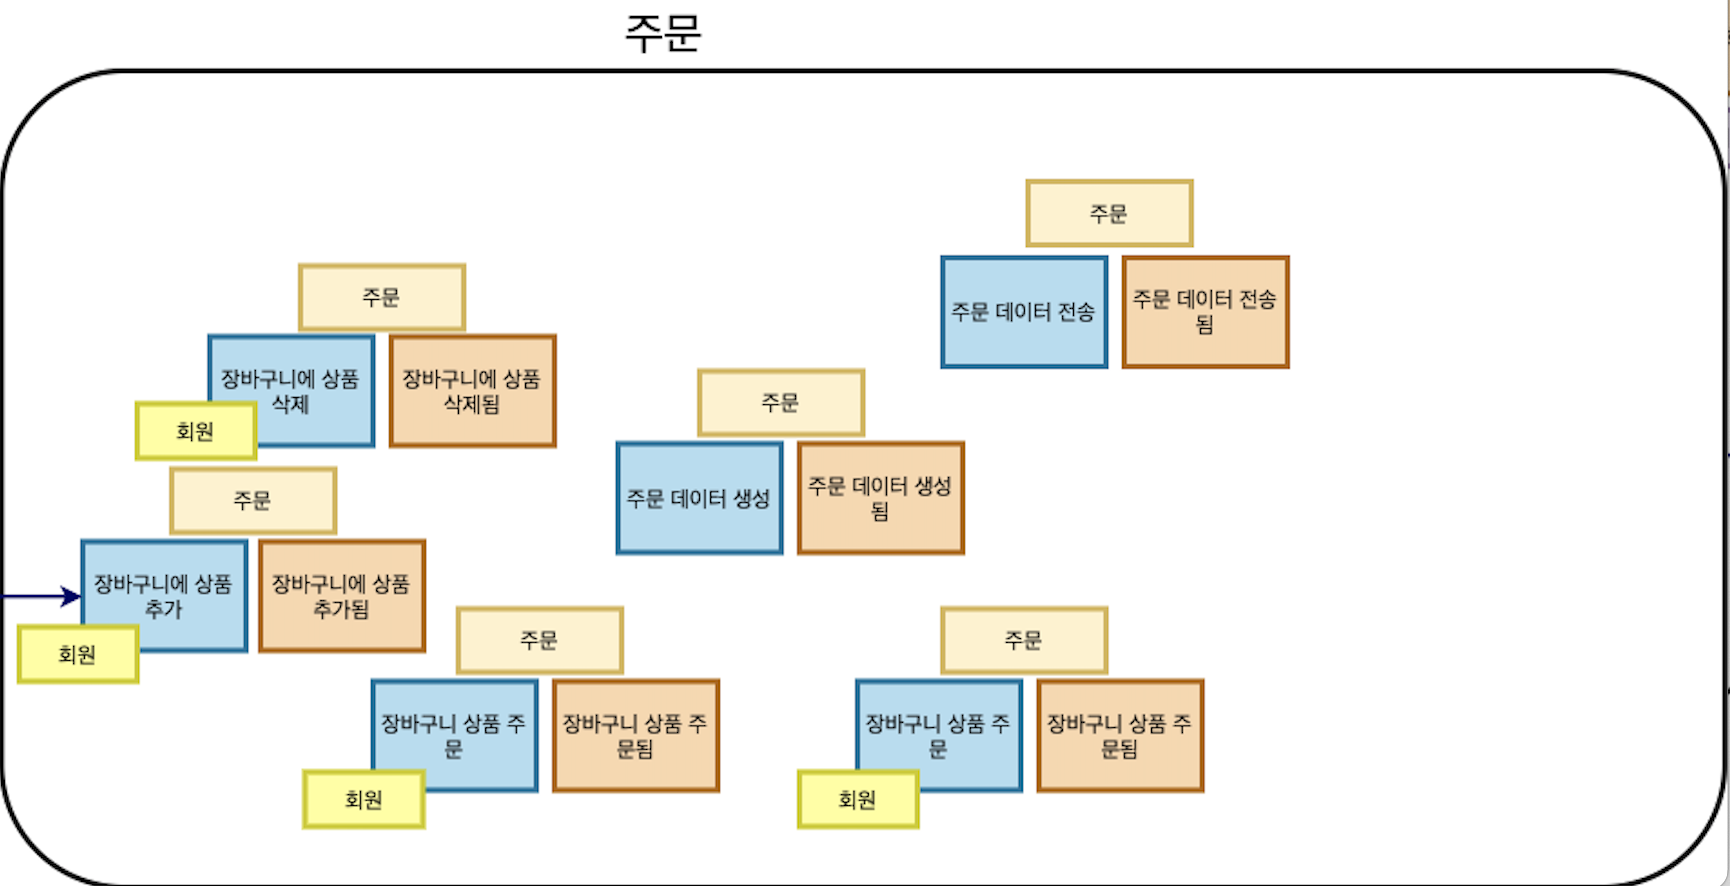 주문
주문
주문 데이터 전송
주문 데이터 전송
됨
주문
장바구니에 상품
삭제
장바구니에 상품
삭제됨
회원
주문
주문 데이터 생성
주문 데이터 생성
됨
주문
장바구니에 상품
추가
장바구니에 상품
추가됨
회원
주문
장바구니 상품 주
문
장바구니 상품 주
문됨
회원
주문
장바구니 상품 주
문
장바구니 상품 주
문됨
회원